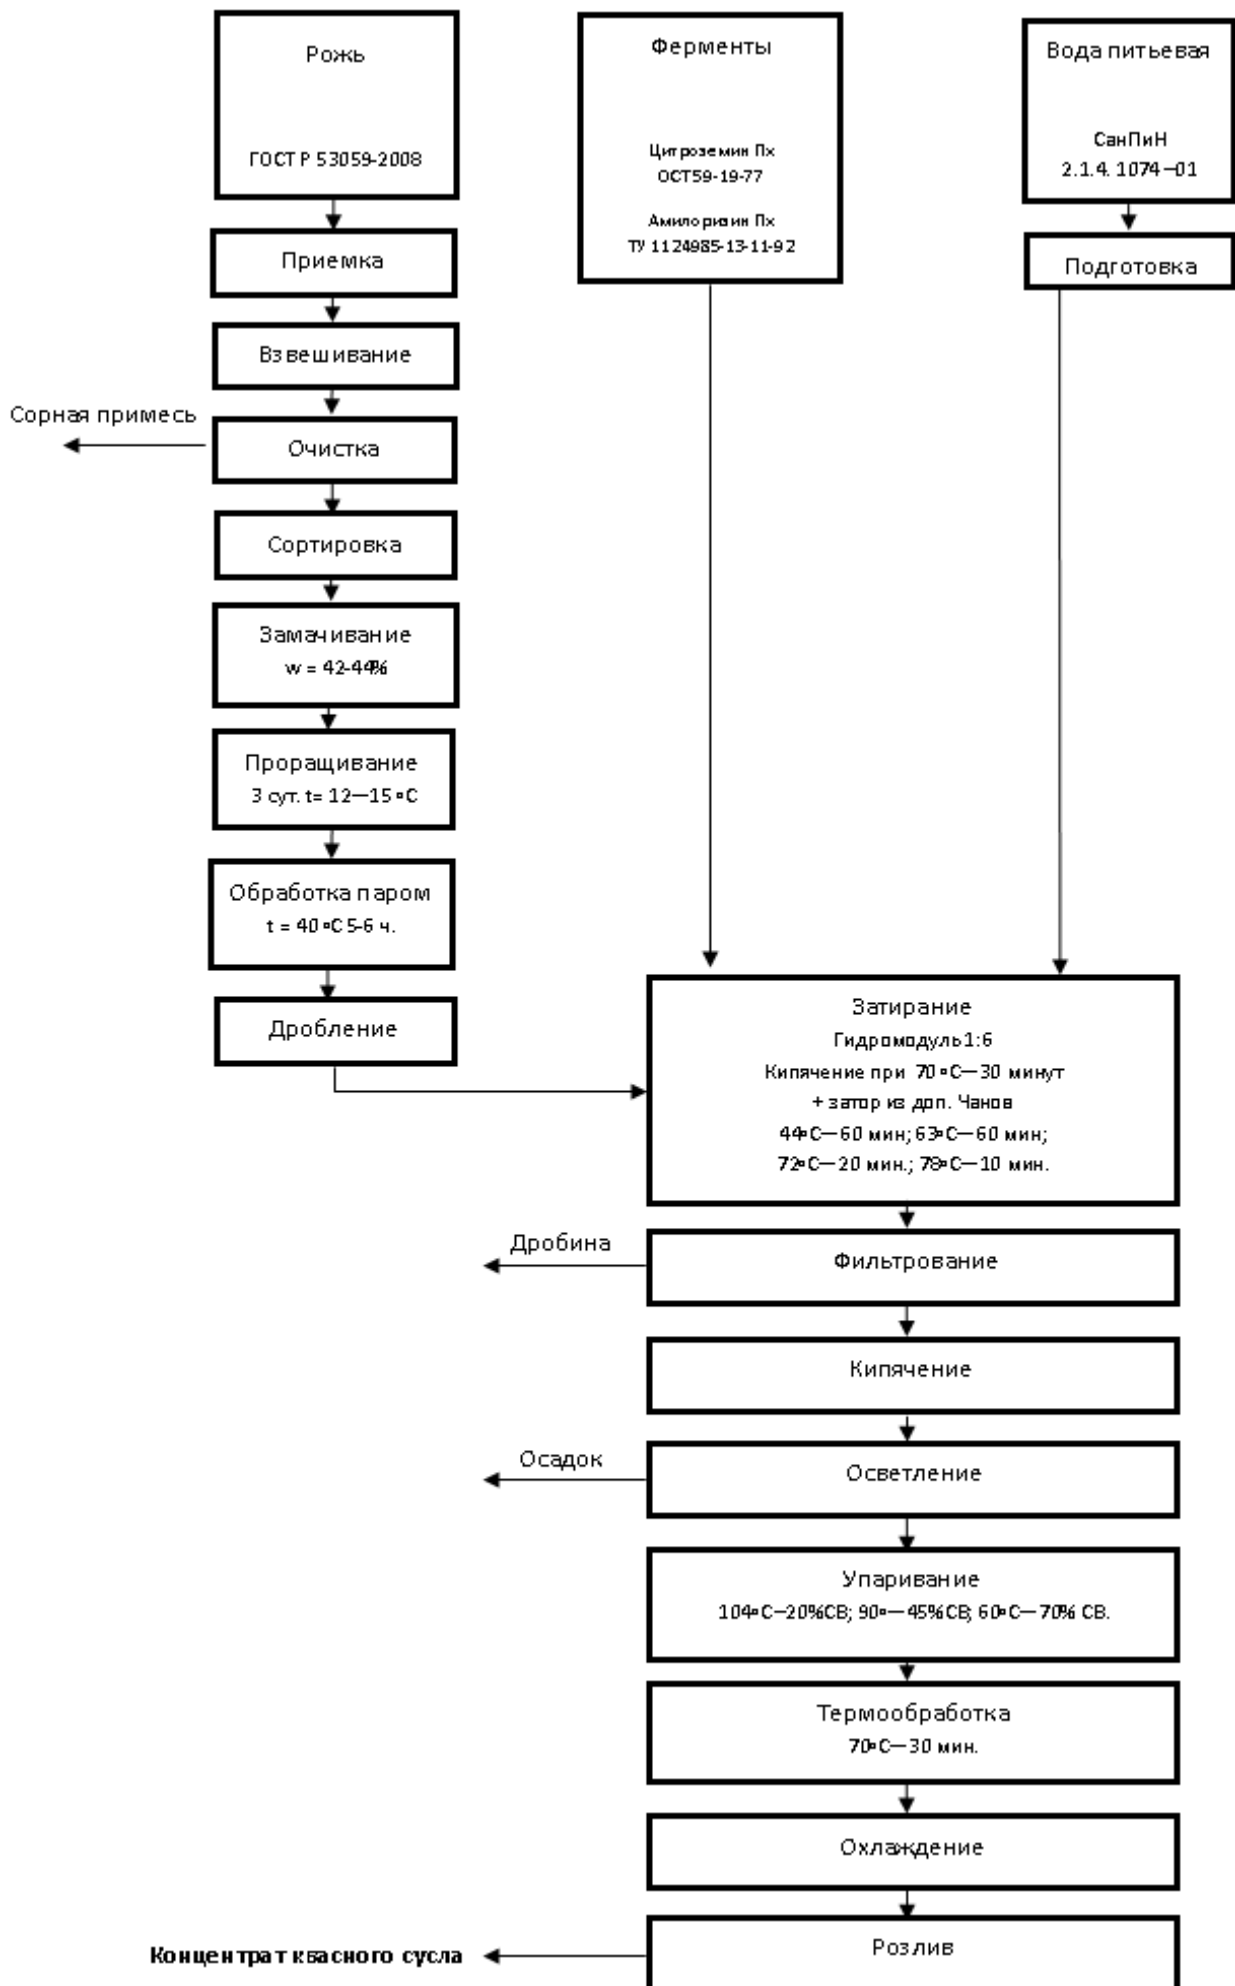 Рожь
ГОСТ Р 53059-2008
Приемка
Взвешивание
Сорная примесь
Очистка
Сортировка
Замачивание
w = 42-44%
Проращивание
3 сут. t= 12—15 °С
Обработка паром
t = 40 °С 5-6 ч.
Дробление
Ферменты
Цитроземин Пх
ОСТ59-19-77
Амилоризин Пх
ТУ 1124985-13-11-92
Вода питьевая
СанПиН
2.1.4. 1074—01
Подготовка
Затирание
Гидромодуль1:6
Кипячение при 70°С—30 минут
+ затор из доп. Чанов
44°С—60 мин; 63°С—60 мин;
72°С—20 мин.; 78°С—10 мин.
Дробина
Фильтрование
Кипячение
Осадок
Осветление
Упаривание
104°С—20%СВ; 90°—45%СВ; 60°С—70% СВ.
Термообработка
70°С—30 мин.
Охлаждение
Розлив
Концентрат квасного сусла